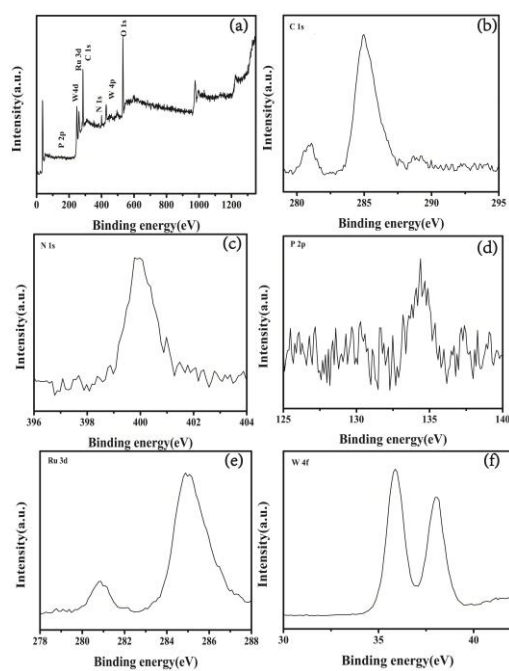 (a)
Intensity(a.u.)
P 2p
W4d
Ru 3d
C 1s
N 1s
W 4p
O 1s
0 200 400 600 800 1000 1200
Binding energy(eV)
(b)
C 1s
Intensity(a.u.)
280 285 290 295
Binding energy(eV)
(c)
N 1s
Intensity(a.u.)
396 398 400 402 404
Binding energy(eV)
(d)
P 2p
Intensity(a.u.)
125 130 135 140
Binding energy(eV)
(e)
Ru 3d
Intensity(a.u.)
278 280 282 284 286 288
Binding energy(eV)
(f)
W 4f
Intensity(a.u.)
30 35 40
Binding energy(eV)